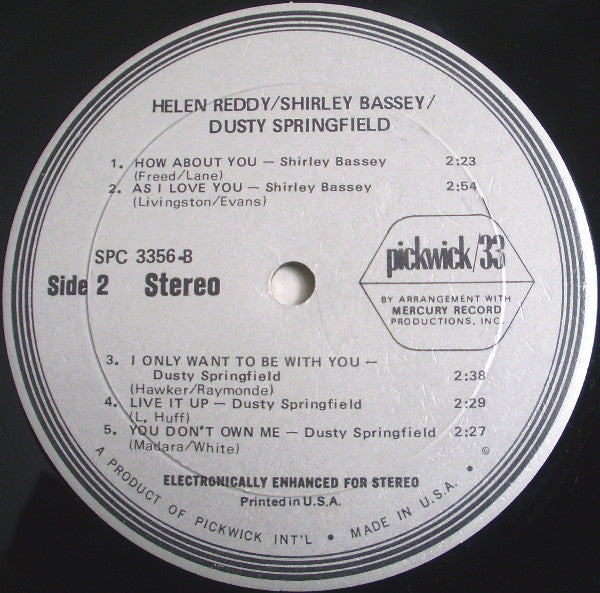 HELEN REDDY/SHIRLEY BASSEY/
DUSTY SPRINGFIELD
1. HOW ABOUT YOU — Shirley Bassey 2:23
(Freed/Lane)
2. AS I LOVE YOU — Shirley Bassey 2:54
(Livingston/Evans)
SPC 3356-B
Side 2 Stereo
pickwick/33
BY ARRANGEMENT WITH
MERCURY RECORD
PRODUCTIONS, INC.
3. I ONLY WANT TO BE WITH YOU —
Dusty Springfield 2:38
(Hawker/Raymonde)
4. LIVE IT UP — Dusty Springfield 2:29
(L. Huff)
5. YOU DON'T OWN ME — Dusty Springfield 2:27
(Madara/White)
©
ELECTRONICALLY ENHANCED FOR STEREO
Printed in U.S.A.
A PRODUCT OF PICKWICK INT'L • MADE IN U.S.A. •